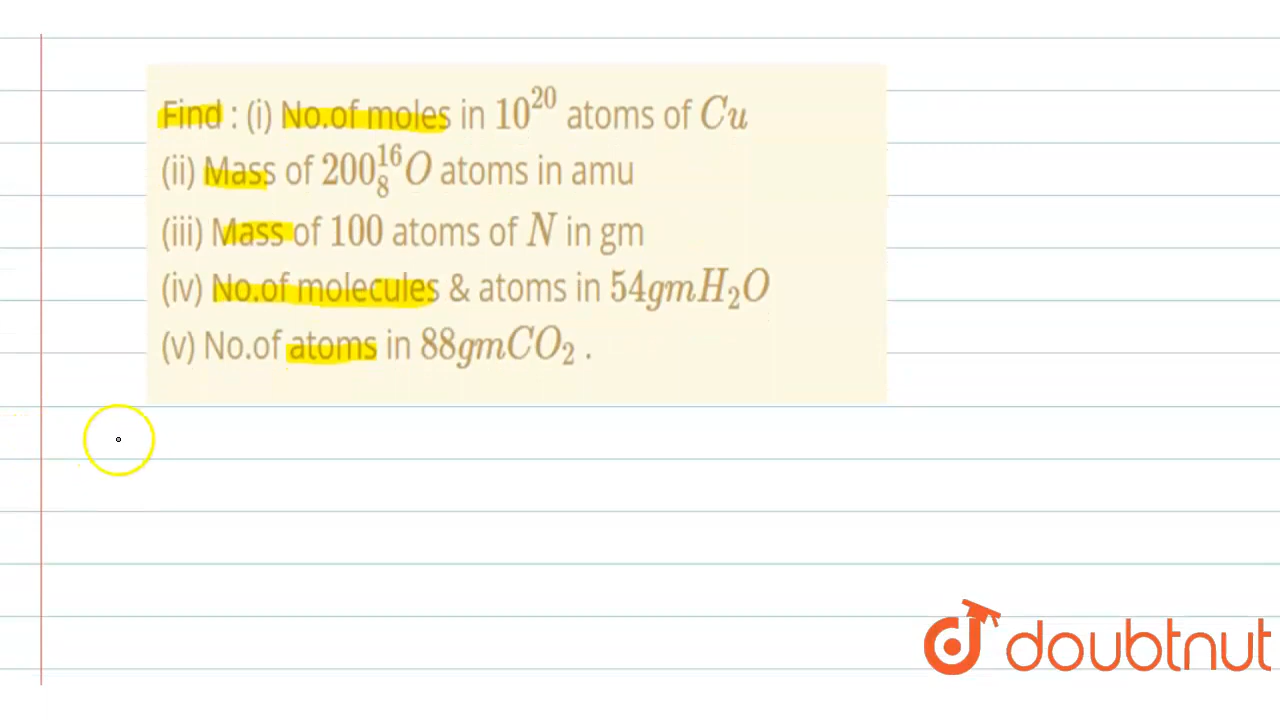 Find : (i) No.of moles in 10^20 atoms of Cu
(ii) Mass of 200 ^16_8 O atoms in amu
(iii) Mass of 100 atoms of N in gm
(iv) No.of molecules & atoms in 54gmH₂O
(v) No.of atoms in 88gmCO₂ .
doubtnut